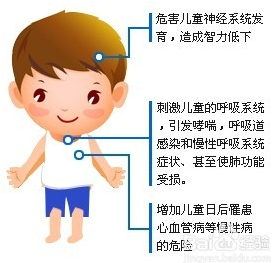 危害儿童神经系统发
育，造成智力低下
刺激儿童的呼吸系统
，引发哮喘，呼吸道
感染和慢性呼吸系统
症状、甚至使肺功能
受损。
增加儿童日后罹患
心血管病等慢性病
的危险